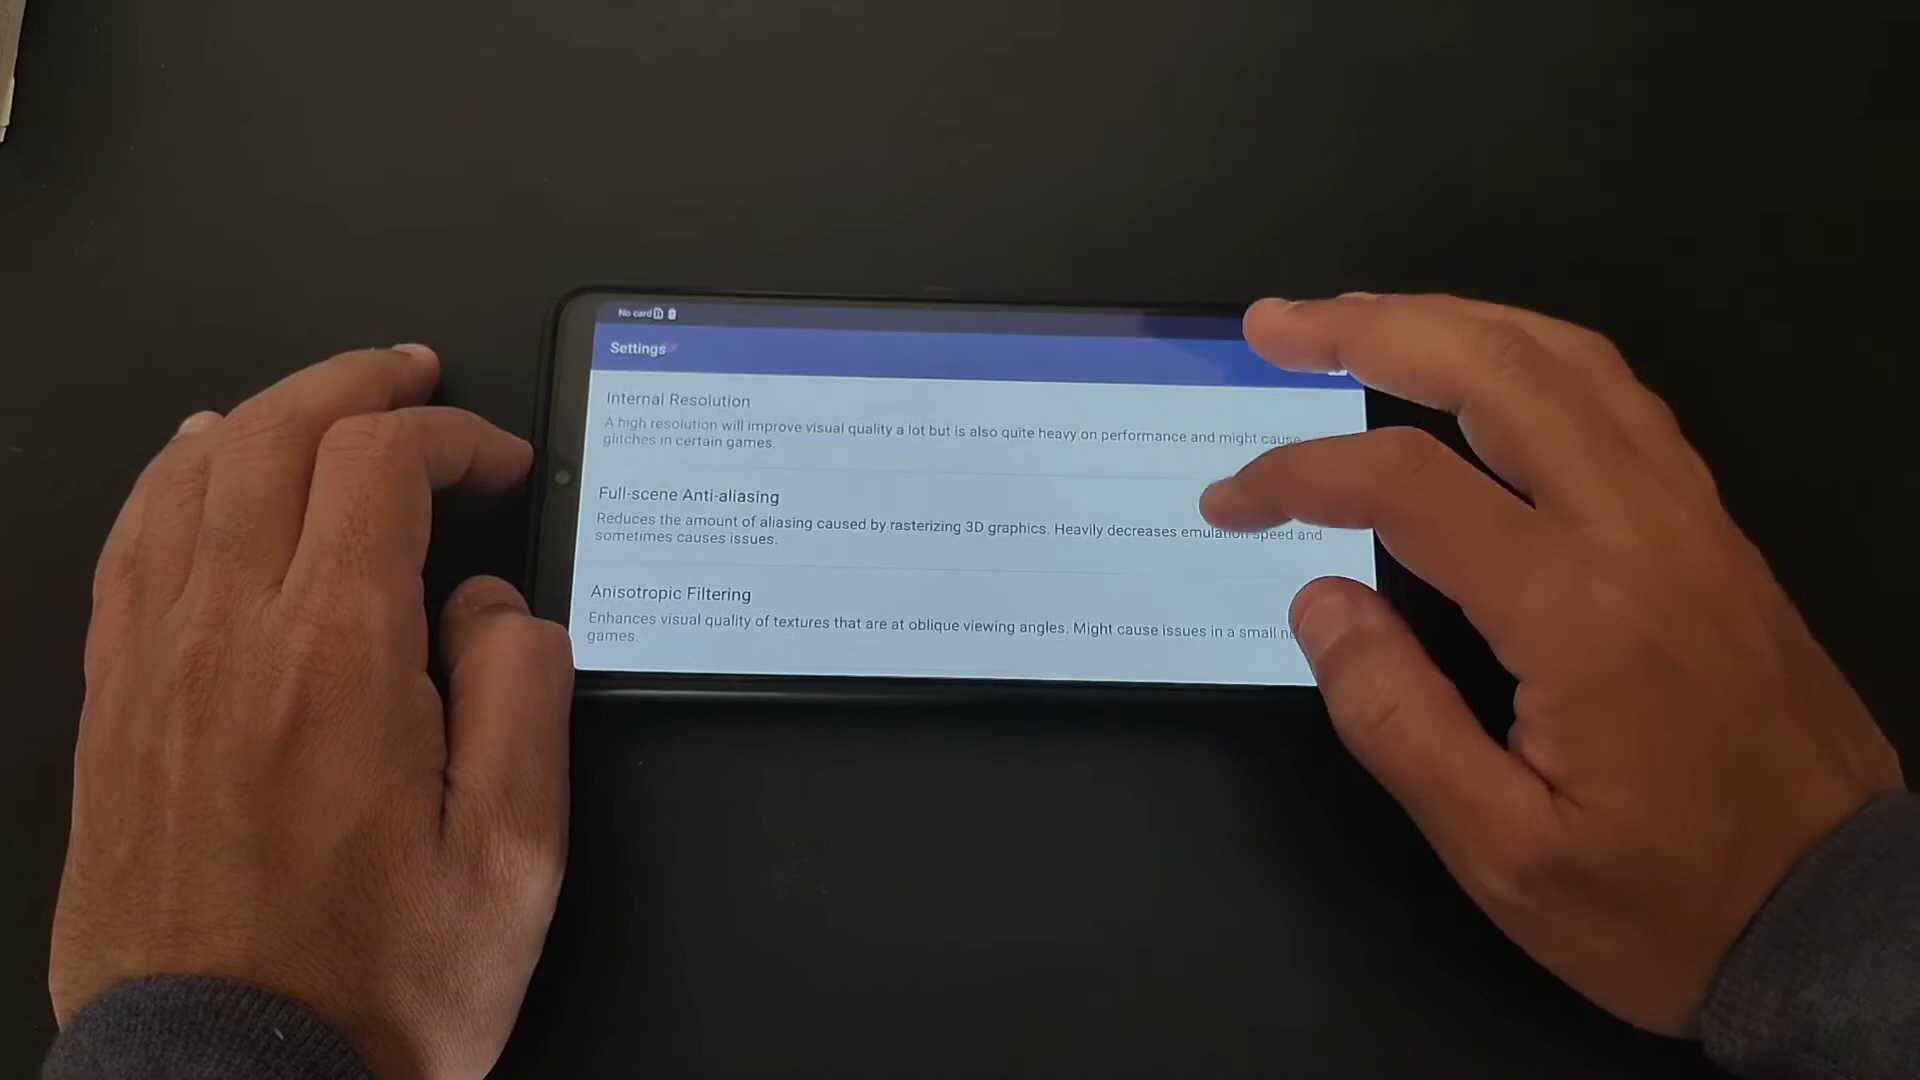 No card
Settings
Internal Resolution
A high resolution will improve visual quality a lot but is also quite heavy on performance and might cause
glitches in certain games.
Full-scene Anti-aliasing
Reduces the amount of aliasing caused by rasterizing 3D graphics. Heavily decreases emulation speed and
sometimes causes issues.
Anisotropic Filtering
Enhances visual quality of textures that are at oblique viewing angles. Might cause issues in a small
games.